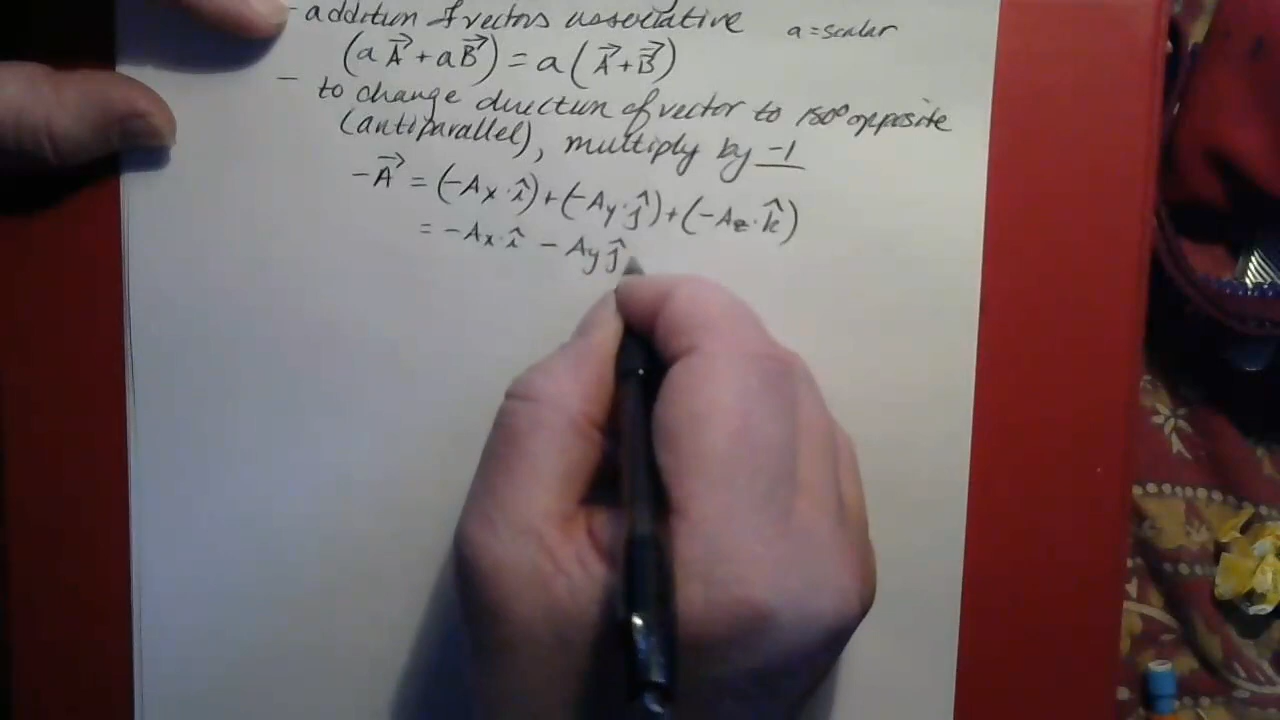 - addition of vectors associative a = scalar
(a A⃗ + a B⃗) = a (A⃗ + B⃗)
- to change direction of vector to 180° opposite
(antiparallel), multiply by -1
-A⃗ = (-Ax · î) + (-Ay · ĵ) + (-Az · k̂)
= -Ax · î - Ay ĵ